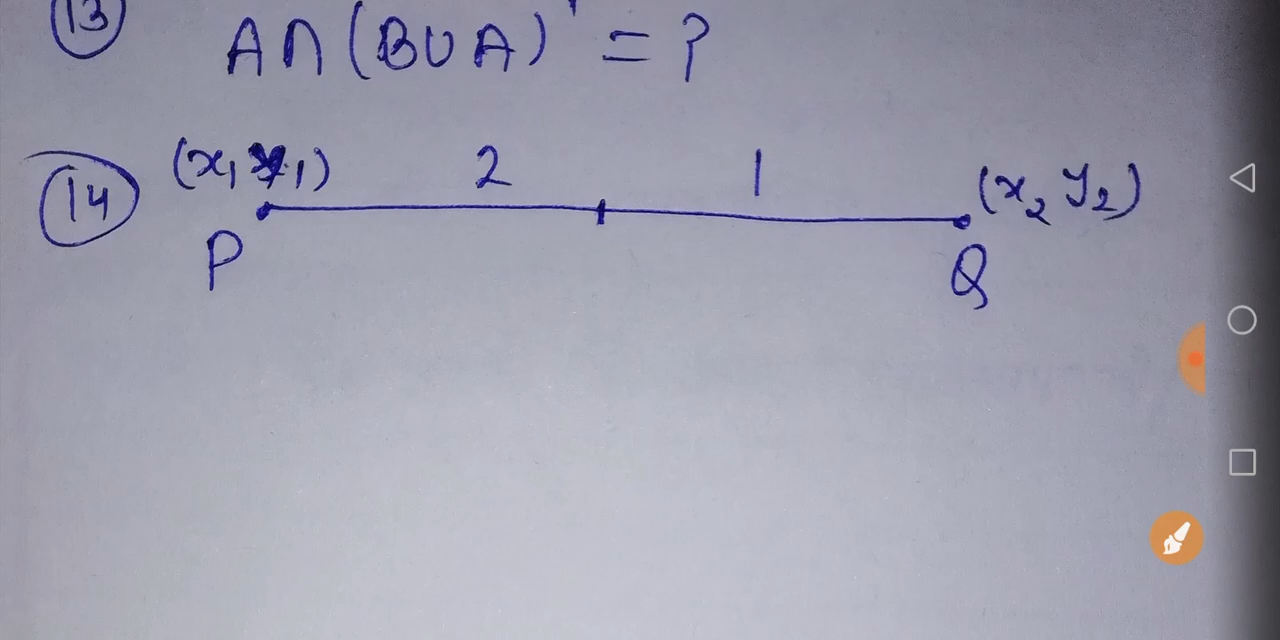 13 A∩(B∪A)' = ?
(x₁ y₁) 2 1 (x₂ y₂)
14
P Q